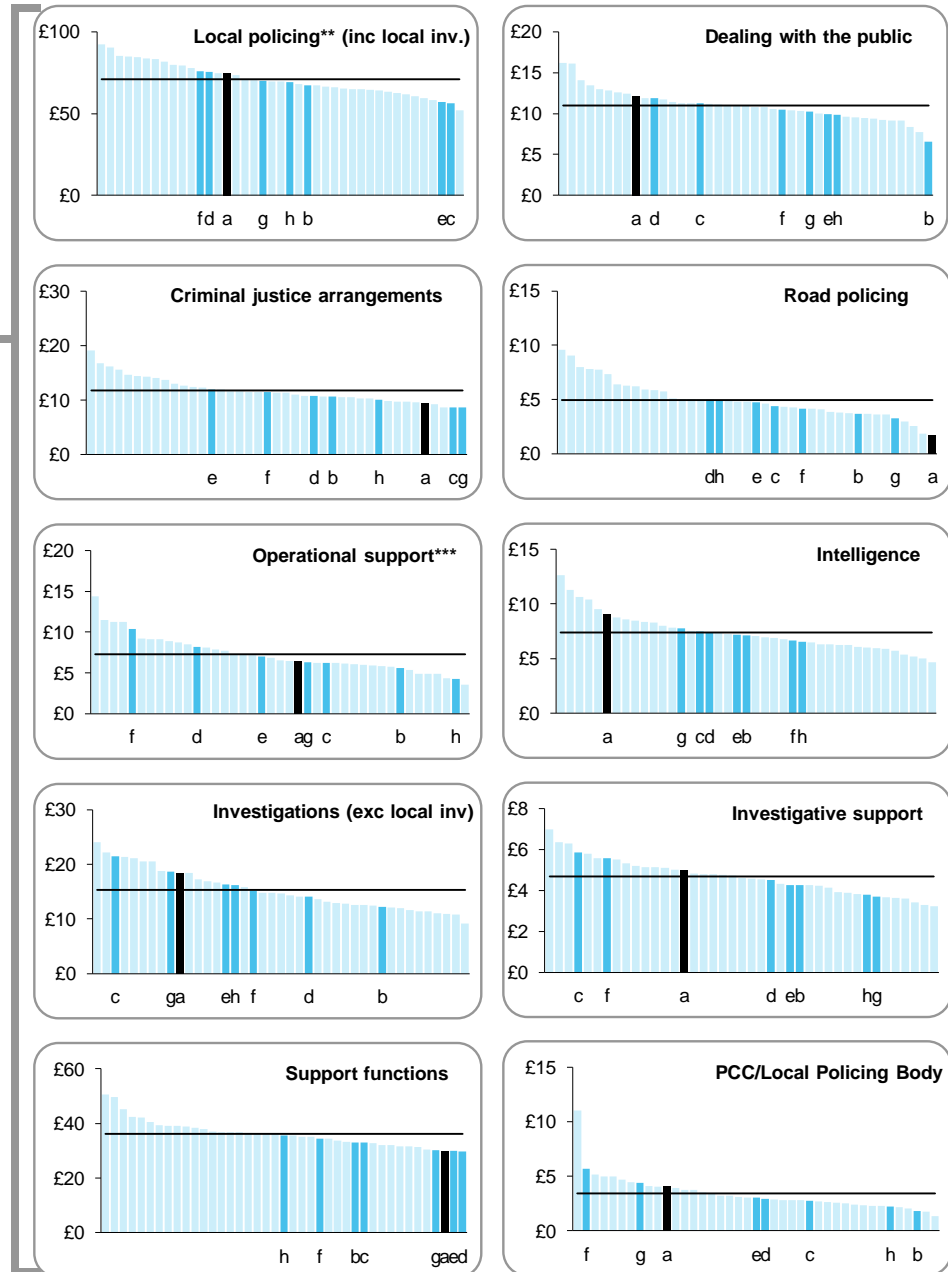 Local policing** (inc local inv.)
£100
£50
£0
fd a g h b ec
Dealing with the public
£20
£15
£10
£5
£0
a d c f g eh b
Criminal justice arrangements
£30
£20
£10
£0
e f d b h a cg
Road policing
£15
£10
£5
£0
dh e c f b g a
Operational support***
£20
£15
£10
£5
£0
f d e ag c b h
Intelligence
£15
£10
£5
£0
a g cd eb fh
Investigations (exc local inv)
£30
£20
£10
£0
c ga eh f d b
Investigative support
£8
£6
£4
£2
£0
c f a d eb hg
Support functions
£60
£40
£20
£0
h f bc gaed
PCC/Local Policing Body
£15
£10
£5
£0
f g a ed c h b